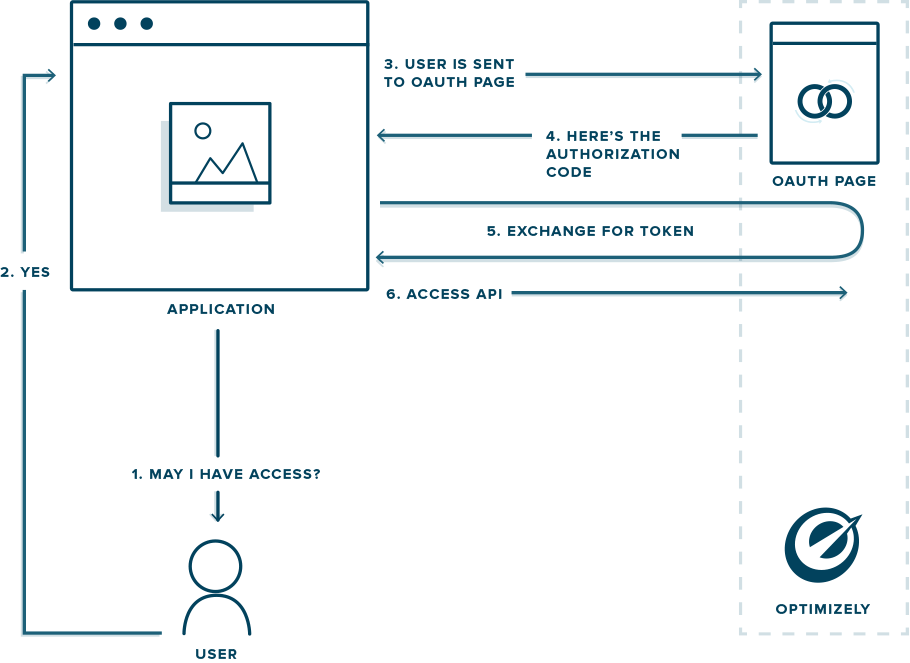 3. USER IS SENT
TO OAUTH PAGE
4. HERE'S THE
AUTHORIZATION
CODE
OAUTH PAGE
5. EXCHANGE FOR TOKEN
2. YES
6. ACCESS API
APPLICATION
1. MAY I HAVE ACCESS?
OPTIMIZELY
USER